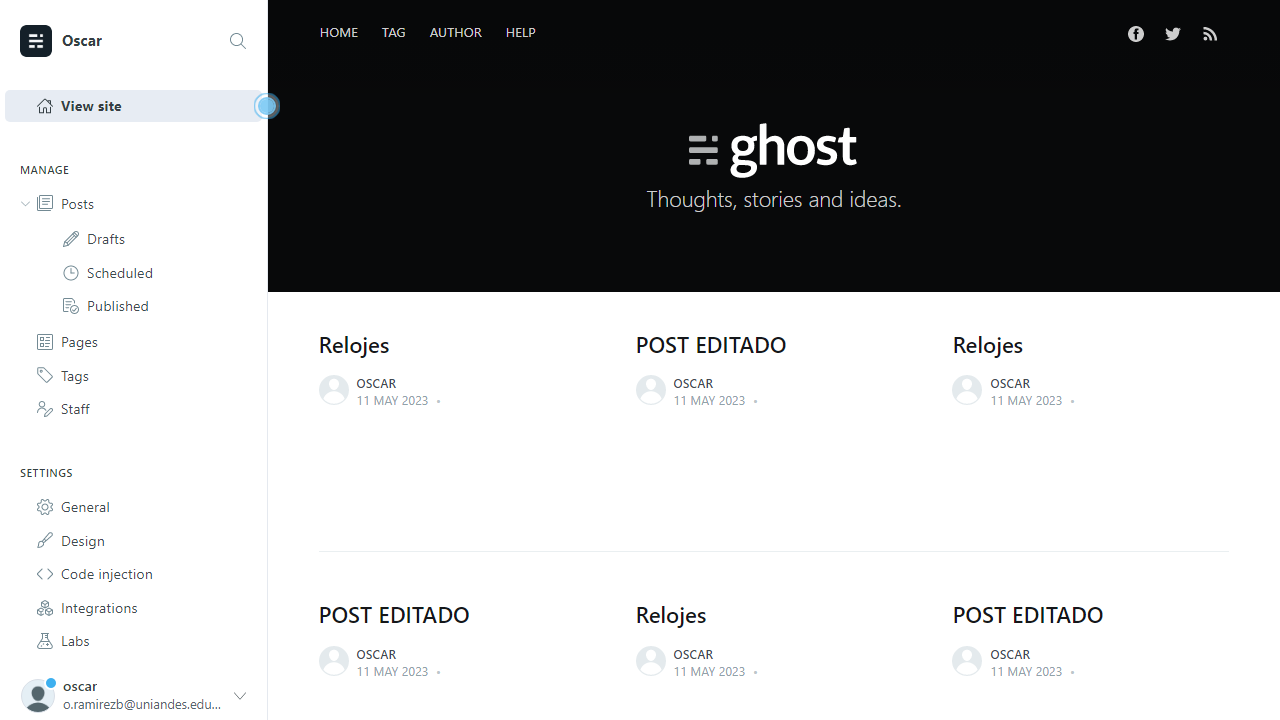 Oscar
View site
MANAGE
Posts
Drafts
Scheduled
Published
Pages
Tags
Staff
SETTINGS
General
Design
Code injection
Integrations
Labs
oscar
o.ramirezb@uniandes.edu...
HOME TAG AUTHOR HELP
ghost
Thoughts, stories and ideas.
Relojes
OSCAR
11 MAY 2023 •
POST EDITADO
OSCAR
11 MAY 2023 •
Relojes
OSCAR
11 MAY 2023 •
POST EDITADO
OSCAR
11 MAY 2023 •
Relojes
OSCAR
11 MAY 2023 •
POST EDITADO
OSCAR
11 MAY 2023 •